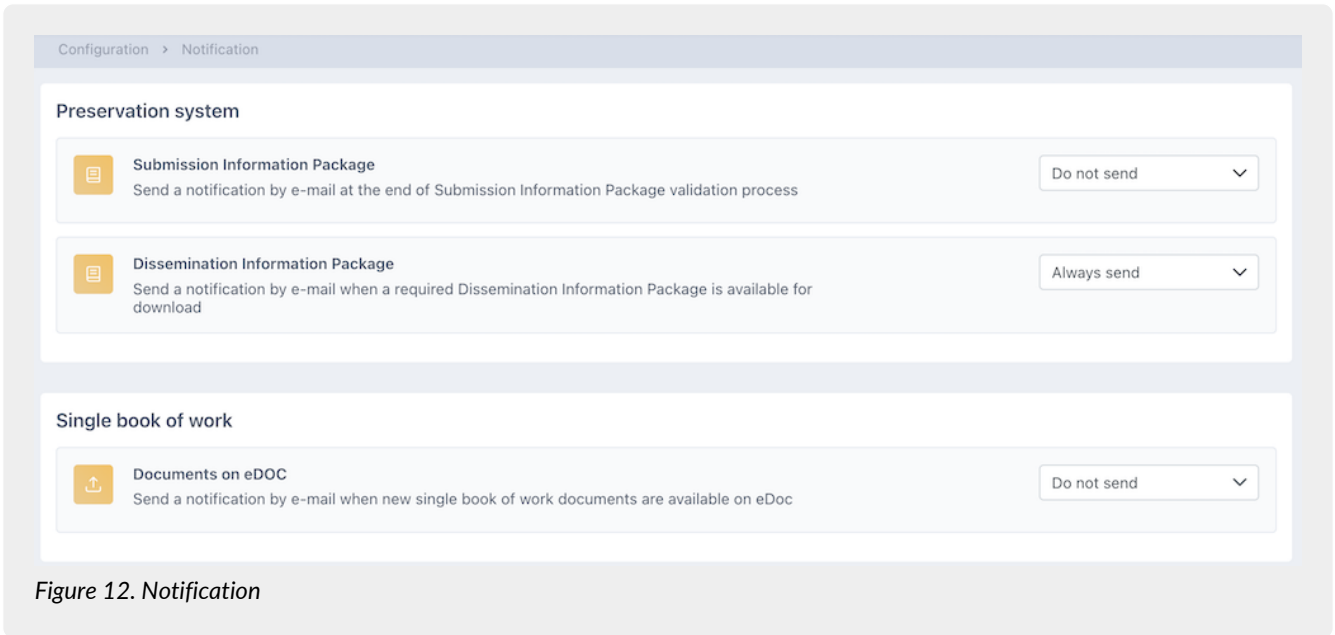 Configuration > Notification
Preservation system
Submission Information Package
Send a notification by e-mail at the end of Submission Information Package validation process
Do not send
Dissemination Information Package
Send a notification by e-mail when a required Dissemination Information Package is available for
download
Always send
Single book of work
Documents on eDOC
Send a notification by e-mail when new single book of work documents are available on eDoc
Do not send
Figure 12. Notification